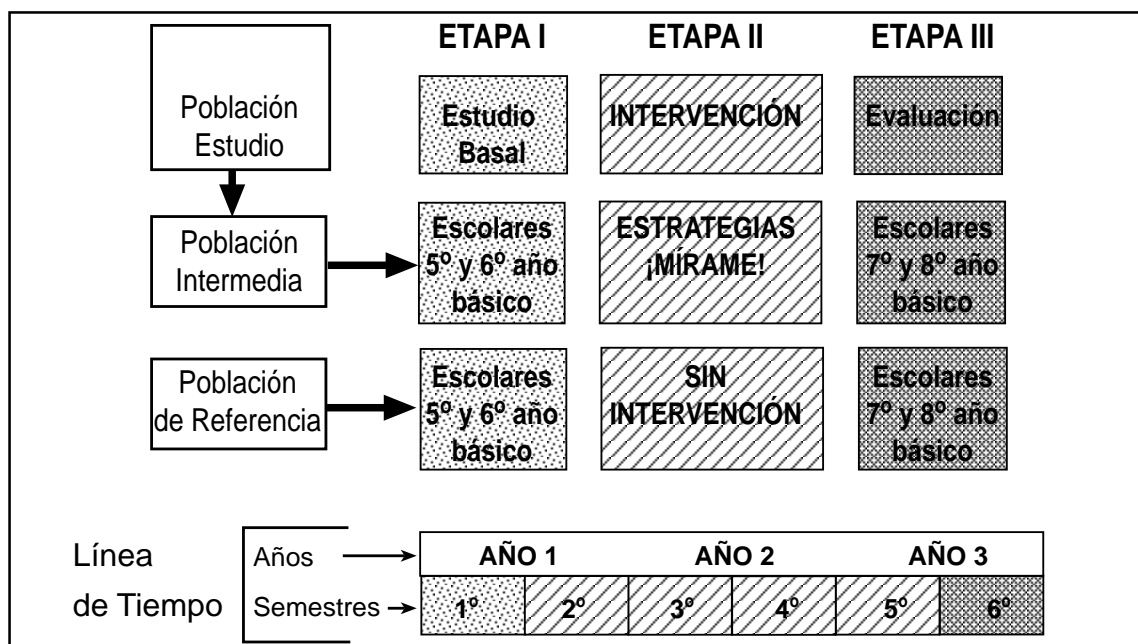 ETAPA I ETAPA II ETAPA III
Población
Estudio
Estudio
Basal
INTERVENCIÓN
Evaluación
Población
Intermedia
Escolares
5º y 6º año
básico
ESTRATEGIAS
¡MÍRAME!
Escolares
7º y 8º año
básico
Población
de Referencia
Escolares
5º y 6º año
básico
SIN
INTERVENCIÓN
Escolares
7º y 8º año
básico
Línea
de Tiempo
Años
AÑO 1 AÑO 2 AÑO 3
Semestres
1º 2º 3º 4º 5º 6º